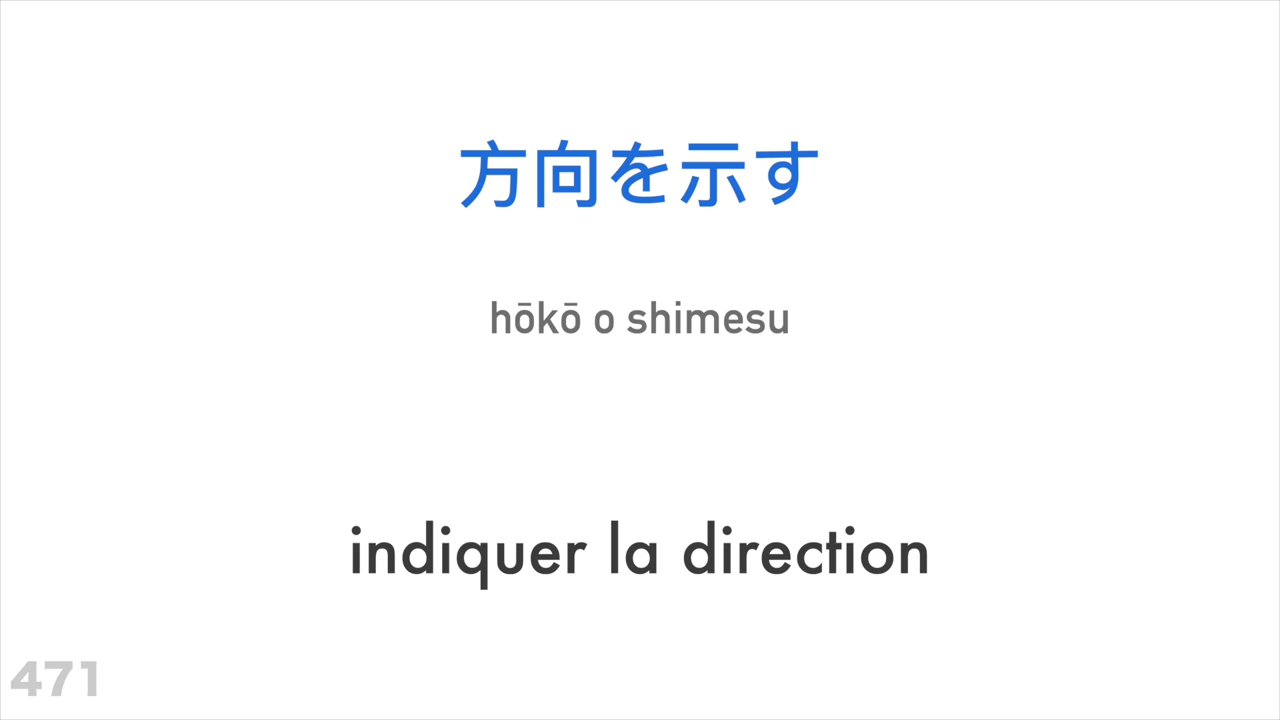 方向を示す
hōkō o shimesu
indiquer la direction
471